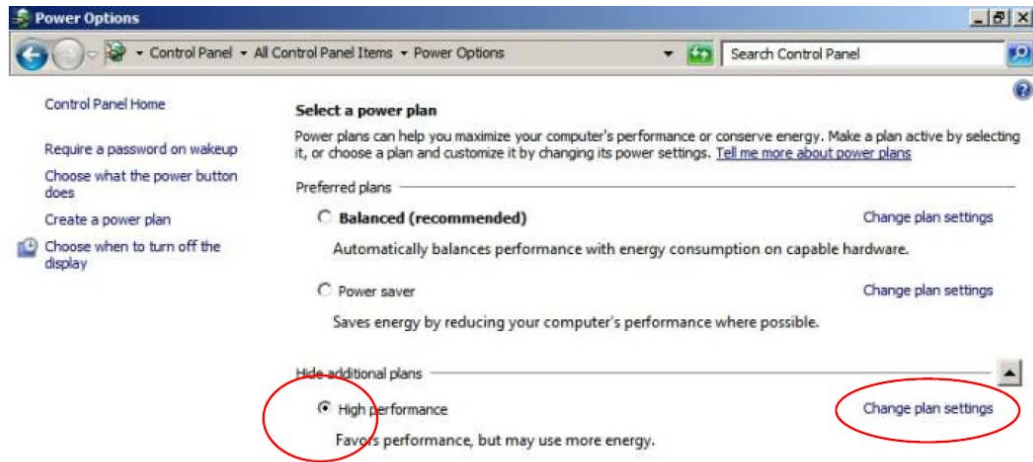 Power Options
Control Panel All Control Panel Items Power Options
Search Control Panel
Control Panel Home
Require a password on wakeup
Choose what the power button
does
Create a power plan
Choose when to turn off the
display
Select a power plan
Power plans can help you maximize your computer's performance or conserve energy. Make a plan active by selecting
it, or choose a plan and customize it by changing its power settings. Tell me more about power plans
Preferred plans
Balanced (recommended)
Change plan settings
Automatically balances performance with energy consumption on capable hardware.
Power saver
Change plan settings
Saves energy by reducing your computer's performance where possible.
Hide additional plans
High performance
Change plan settings
Favors performance, but may use more energy.